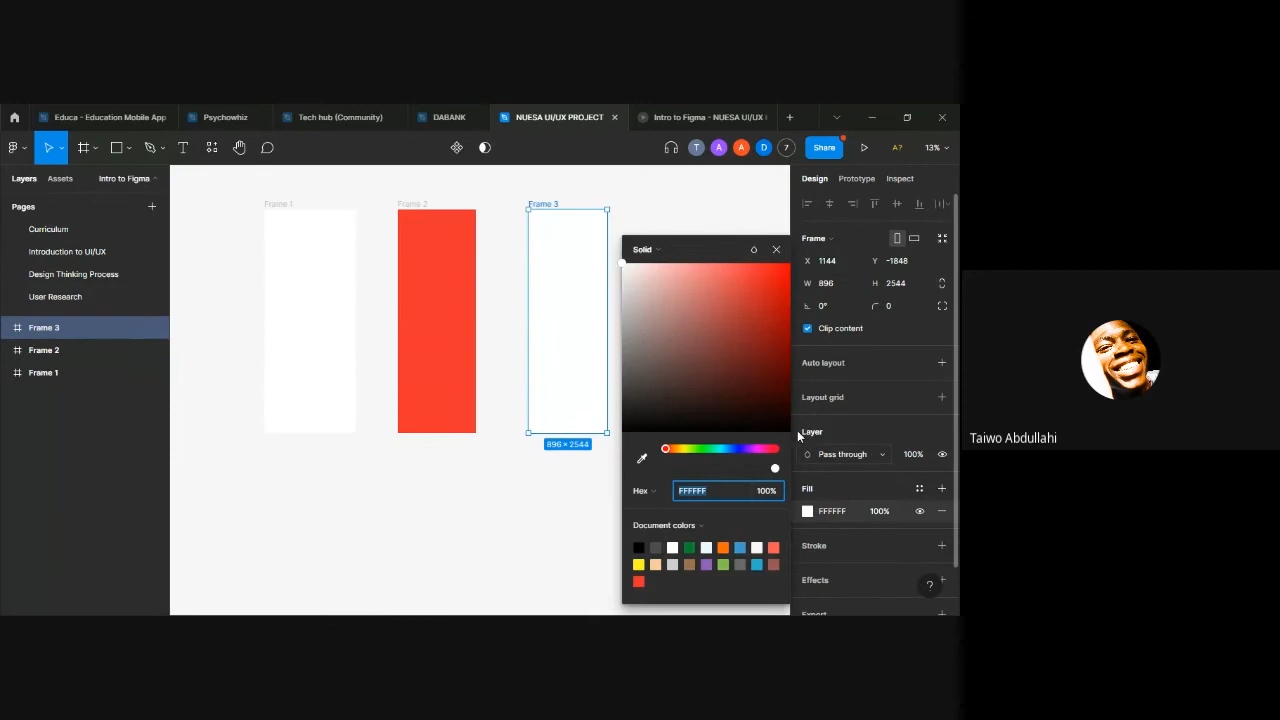 Educa - Education Mobile App
Psychowhiz
Tech hub (Community)
DABANK
NUESA UI/UX PROJECT
Intro to Figma - NUESA UI/UX
T
A
A
D
7
Share
A?
13%
Layers
Assets
Intro to Figma
Design
Prototype
Inspect
Pages
Curriculum
Introduction to UI/UX
Design Thinking Process
User Research
Frame 3
Frame 2
Frame 1
Frame 1
Frame 2
Frame 3
896 × 2544
Solid
Hex
FFFFFF
100%
Document colors
Frame
X 1144
Y -1848
W 896
H 2544
0°
0
Clip content
Auto layout
Layout grid
Layer
Pass through
100%
Fill
FFFFFF
100%
Stroke
Effects
?
Export
Taiwo Abdullahi